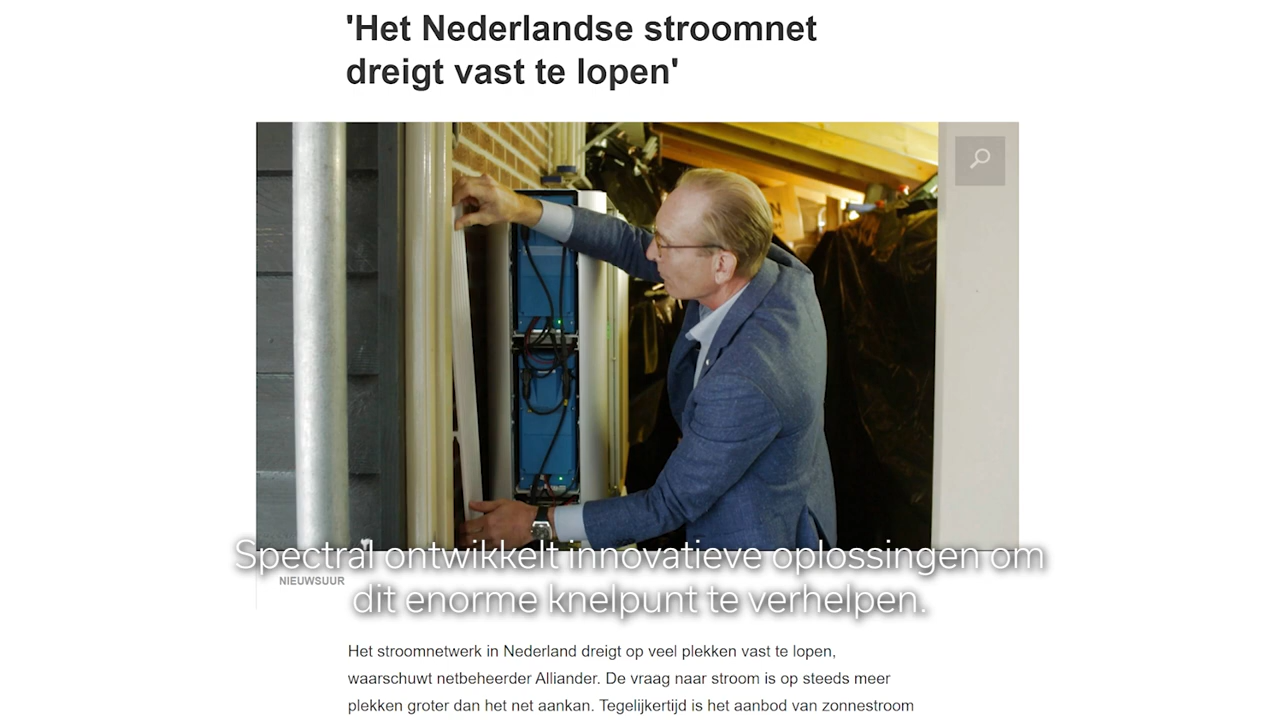 'Het Nederlandse stroomnet
dreigt vast te lopen'
N
Spectral ontwikkelt innovatieve oplossingen om
NIEUWSUUR
dit enorme knelpunt te verhelpen.
Het stroomnetwerk in Nederland dreigt op veel plekken vast te lopen,
waarschuwt netbeheerder Alliander. De vraag naar stroom is op steeds meer
plekken groter dan het net aankan. Tegelijkertijd is het aanbod van zonnestroom